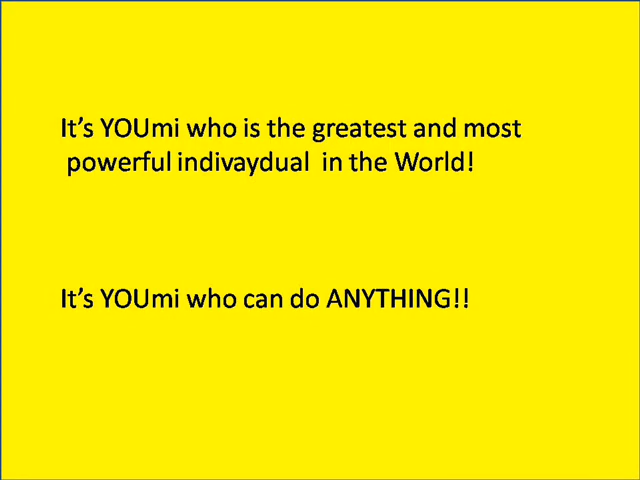 It's YOUmi who is the greatest and most
powerful indivaydual in the World!
It's YOUmi who can do ANYTHING!!